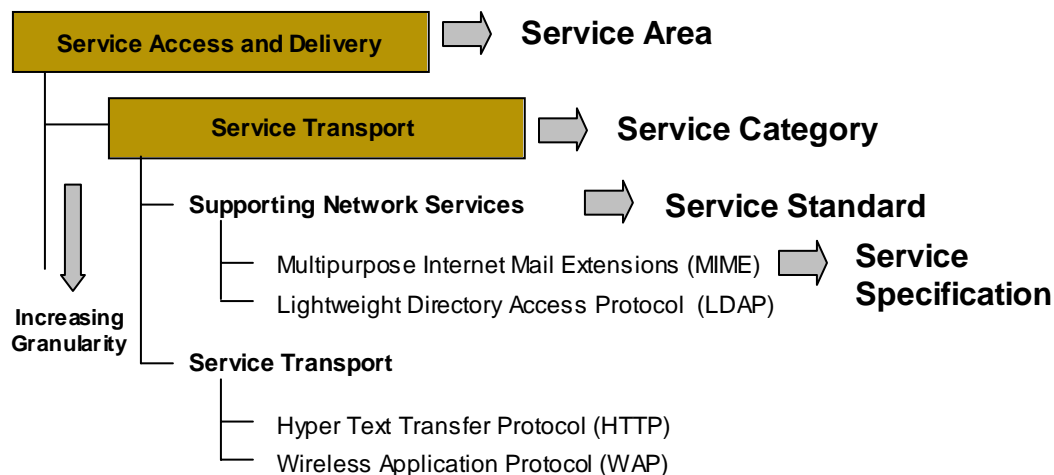 Service Access and Delivery
Service Area
Service Transport
Service Category
Supporting Network Services
Service Standard
Multipurpose Internet Mail Extensions (MIME)
Service
Specification
Lightweight Directory Access Protocol (LDAP)
Increasing
Granularity
Service Transport
Hyper Text Transfer Protocol (HTTP)
Wireless Application Protocol (WAP)